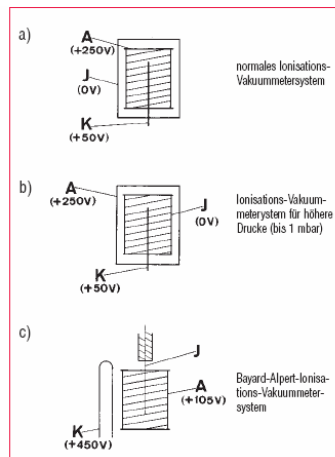 a)
A
(+250V)
J
(0V)
K
(+50V)
normales Ionisations-
Vakuummetersystem
b)
A
(+250V)
J
(0V)
K
(+50V)
Ionisations-Vakuum-
metersystem für höhere
Drucke (bis 1 mbar)
c)
J
A
(+105V)
K
(+450V)
Bayard-Alpert-Ionisa-
tions-Vakuummeter-
system